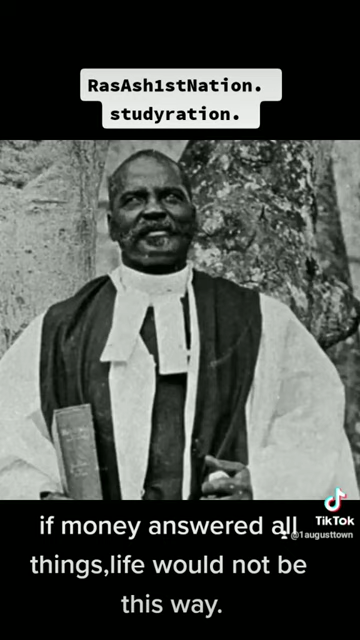 RasAsh1stNation.
studyration.
if money answered all
things,life would not be
this way.
TikTok
@1augusttown